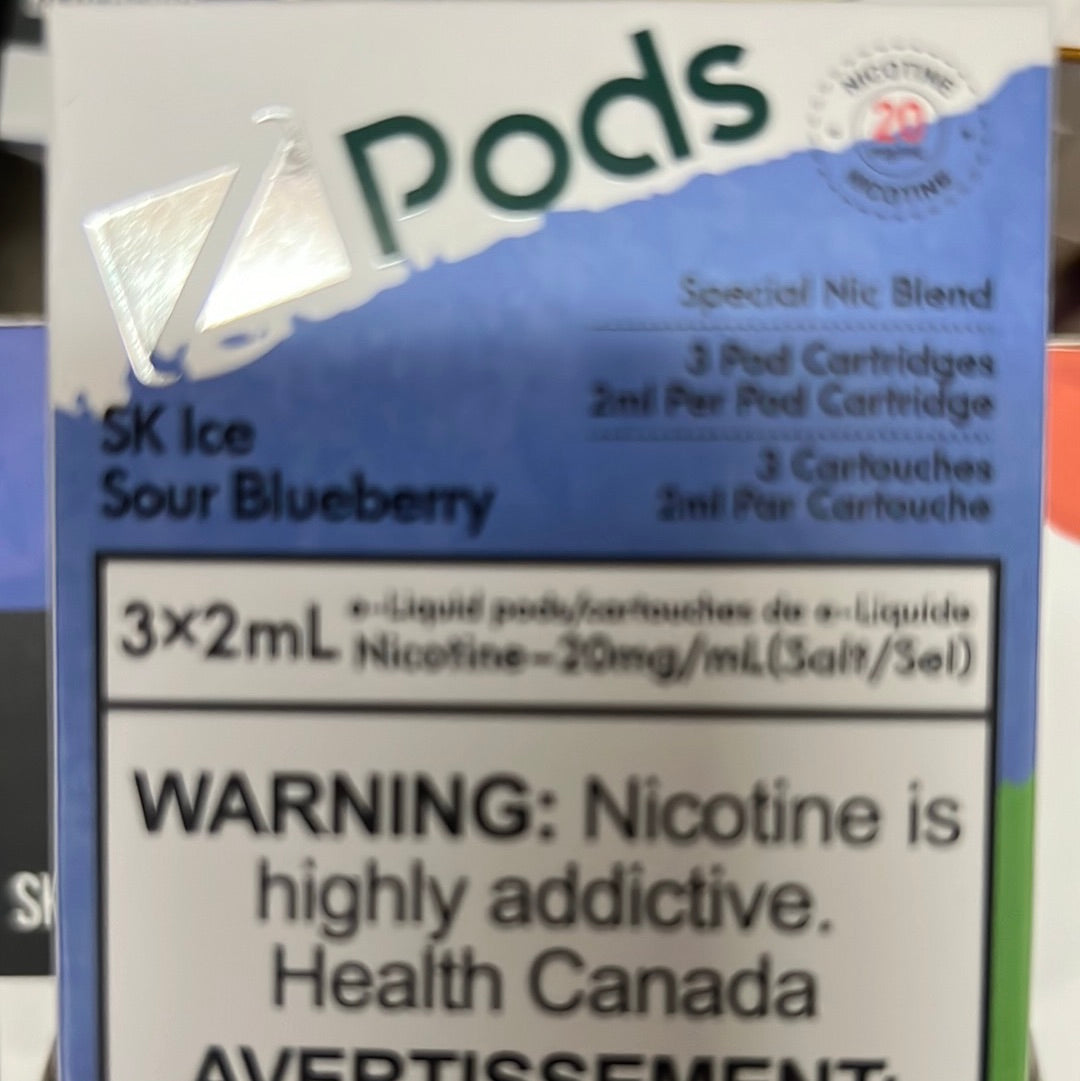 Pods
NICOTINE
20
NICOTINE
Special Nic Blend
3 Pod Cartridges
2ml Per Pod Cartridge
3 Cartouches
2ml Par Cartouche
SK Ice
Sour Blueberry
3×2mL
e-Liquid pods/cartouches de e-Liquide
Nicotine-20mg/mL(Salt/Sel)
WARNING: Nicotine is
highly addictive.
Health Canada
AVERTISSEMENT: